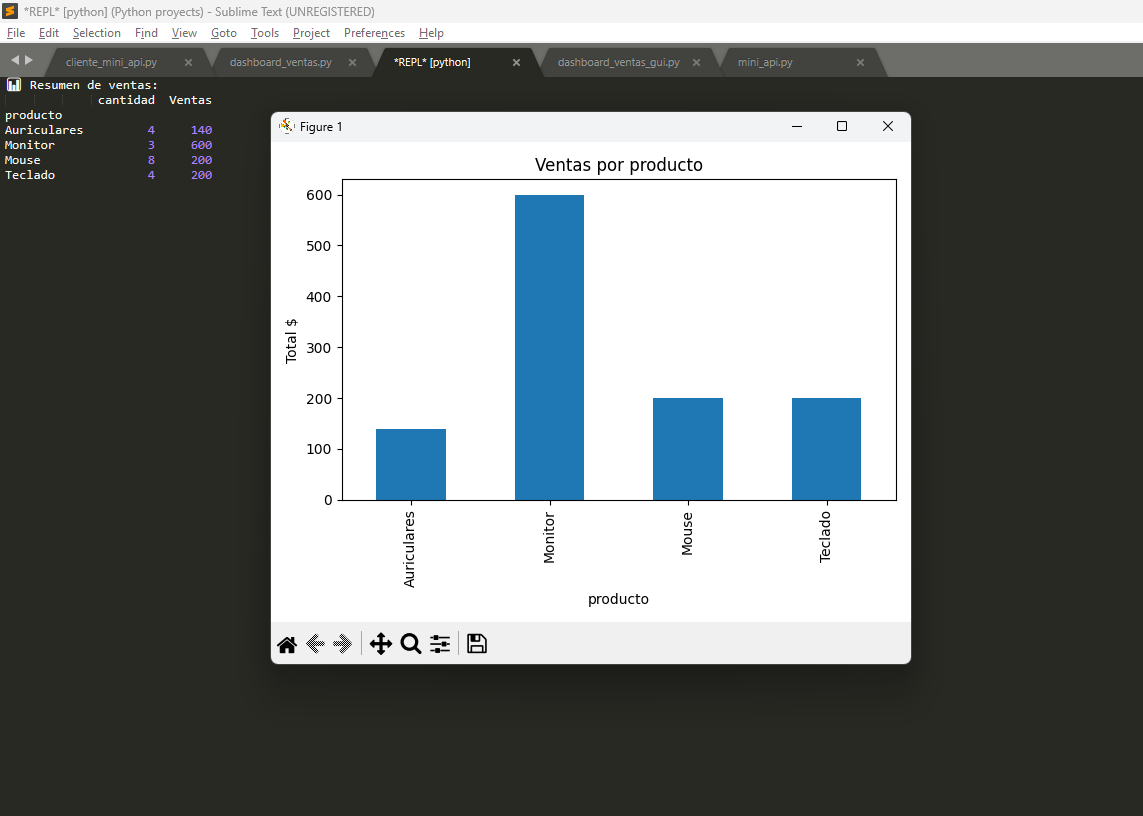 *REPL* [python] (Python proyects) - Sublime Text (UNREGISTERED)
File Edit Selection Find View Goto Tools Project Preferences Help
cliente_mini_api.py dashboard_ventas.py *REPL* [python] dashboard_ventas_gui.py mini_api.py
Resumen de ventas:
cantidad Ventas
producto
Auriculares 4 140
Monitor 3 600
Mouse 8 200
Teclado 4 200
Figure 1
Ventas por producto
600
500
400
300
200
100
0
Total $
Auriculares
Monitor
Mouse
Teclado
producto